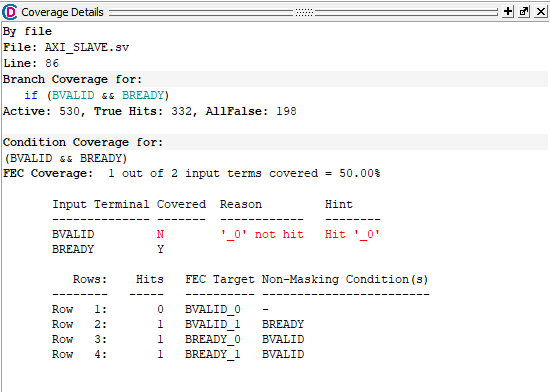 Coverage Details
By file
File: AXI_SLAVE.sv
Line: 86
Branch Coverage for:
if (BVALID && BREADY)
Active: 530, True Hits: 332, AllFalse: 198
Condition Coverage for:
(BVALID && BREADY)
FEC Coverage: 1 out of 2 input terms covered = 50.00%
Input Terminal Covered Reason Hint
-------------- ------- ------------ --------
BVALID N '_0' not hit Hit '_0'
BREADY Y
Rows: Hits FEC Target Non-Masking Condition(s)
-------- ----- ---------- ------------------------
Row 1: 0 BVALID_0 -
Row 2: 1 BVALID_1 BREADY
Row 3: 1 BREADY_0 BVALID
Row 4: 1 BREADY_1 BVALID